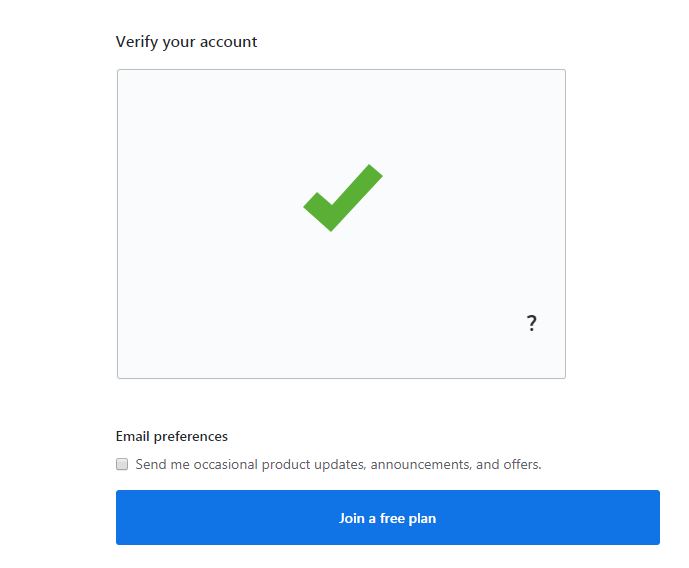 Verify your account
?
Email preferences
Send me occasional product updates, announcements, and offers.
Join a free plan